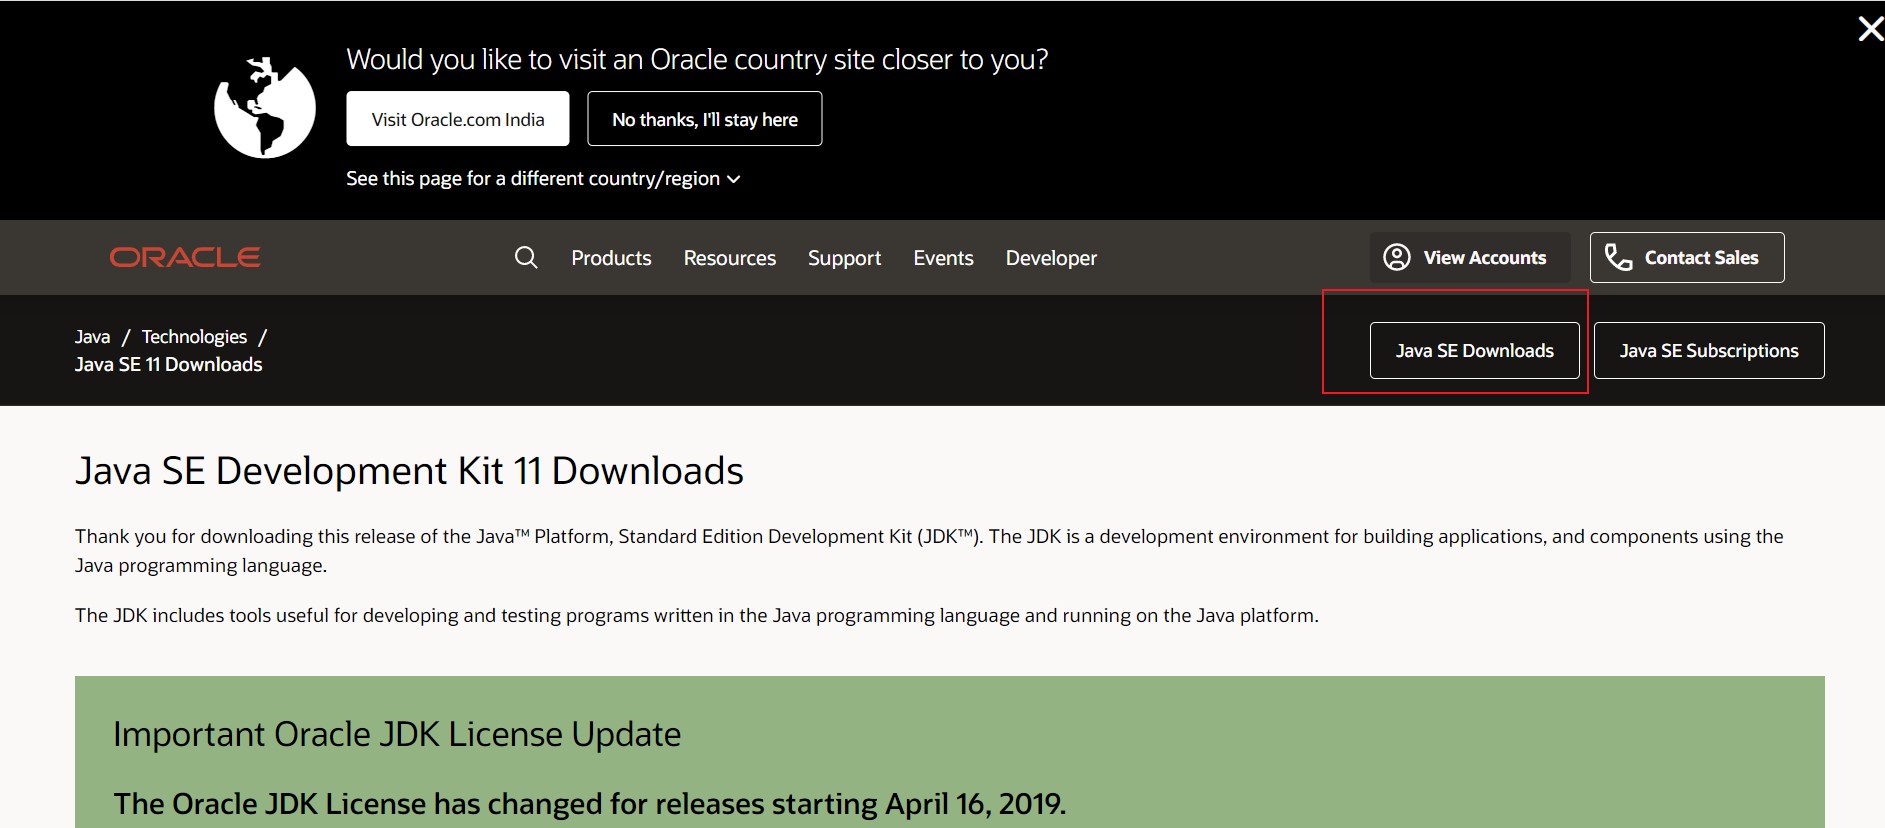 Would you like to visit an Oracle country site closer to you?
Visit Oracle.com India
No thanks, I'll stay here
See this page for a different country/region
ORACLE
Products
Resources
Support
Events
Developer
View Accounts
Contact Sales
Java / Technologies /
Java SE 11 Downloads
Java SE Downloads
Java SE Subscriptions
Java SE Development Kit 11 Downloads
Thank you for downloading this release of the Java™ Platform, Standard Edition Development Kit (JDK™). The JDK is a development environment for building applications, and components using the
Java programming language.
The JDK includes tools useful for developing and testing programs written in the Java programming language and running on the Java platform.
Important Oracle JDK License Update
The Oracle JDK License has changed for releases starting April 16, 2019.